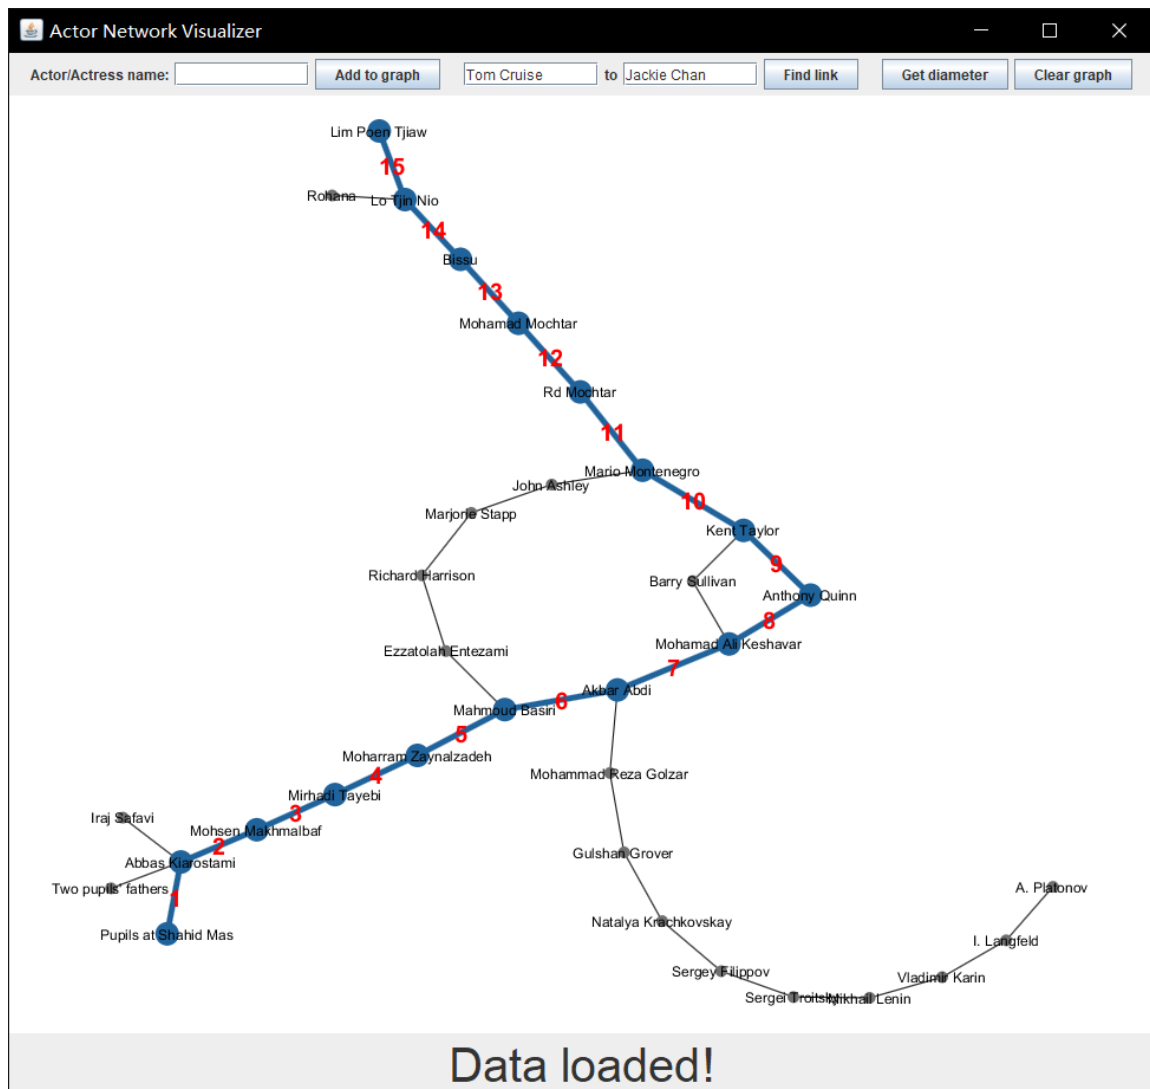 Actor Network Visualizer
Actor/Actress name: Add to graph Tom Cruise to Jackie Chan Find link Get diameter Clear graph
Lim Poen Tjiaw
15
Rohana
Lo Tjin Nio
14
Bissu
13
Mohamad Mochtar
12
Rd Mochtar
11
Mario Montenegro
John Ashley
10
Marjorie Stapp
Kent Taylor
9
Richard Harrison
Barry Sullivan
Anthony Quinn
8
Mohamad Ali Keshavar
Ezzatolah Entezami
7
Akbar Abdi
6
Mahmoud Basiri
5
Moharram Zaynalzadeh
4
Mohammad Reza Golzar
Mirhadi Tayebi
3
Iraj Safavi
Mohsen Makhmalbaf
2
Gulshan Grover
Abbas Kiarostami
Two pupils' fathers
1
A. Platonov
Natalya Krachkovskay
Pupils at Shahid Mas
I. Langfeld
Sergey Filippov
Vladimir Karin
Sergei Troitsky
Mikhail Lenin
Data loaded!